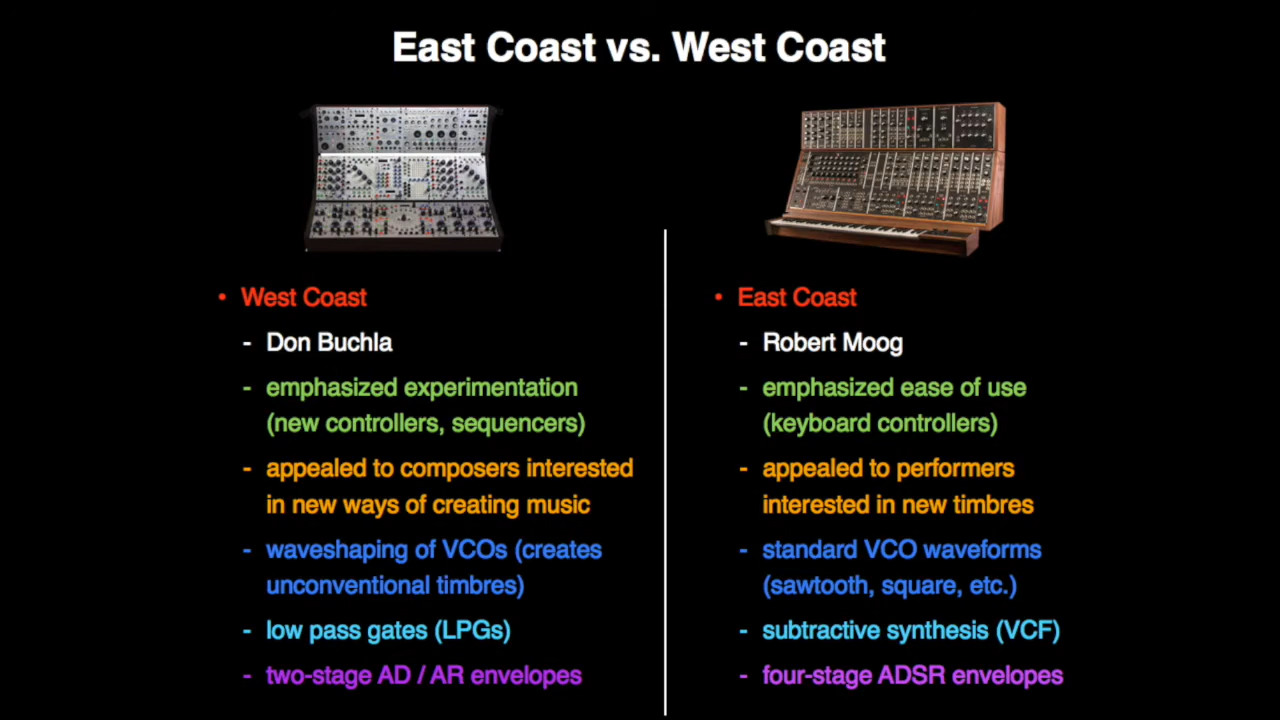 East Coast vs. West Coast
• West Coast
- Don Buchla
- emphasized experimentation
(new controllers, sequencers)
- appealed to composers interested
in new ways of creating music
- waveshaping of VCOs (creates
unconventional timbres)
- low pass gates (LPGs)
- two-stage AD / AR envelopes
• East Coast
- Robert Moog
- emphasized ease of use
(keyboard controllers)
- appealed to performers
interested in new timbres
- standard VCO waveforms
(sawtooth, square, etc.)
- subtractive synthesis (VCF)
- four-stage ADSR envelopes